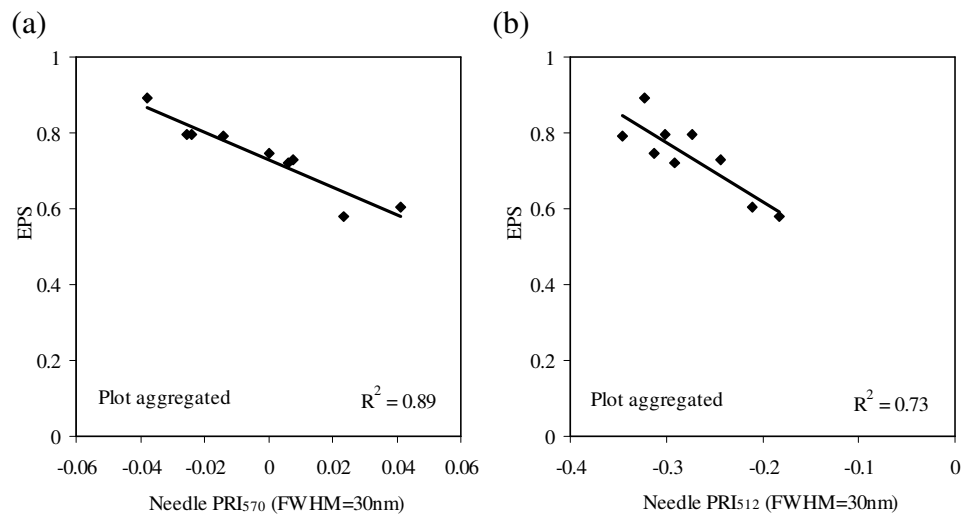 (a)
(b)
1
0.8
0.6
0.4
0.2
0
EPS
Plot aggregated
R² = 0.89
-0.06 -0.04 -0.02 0 0.02 0.04 0.06
Needle PRI₅₇₀ (FWHM=30nm)
1
0.8
0.6
0.4
0.2
0
EPS
Plot aggregated
R² = 0.73
-0.4 -0.3 -0.2 -0.1 0
Needle PRI₅₁₂ (FWHM=30nm)